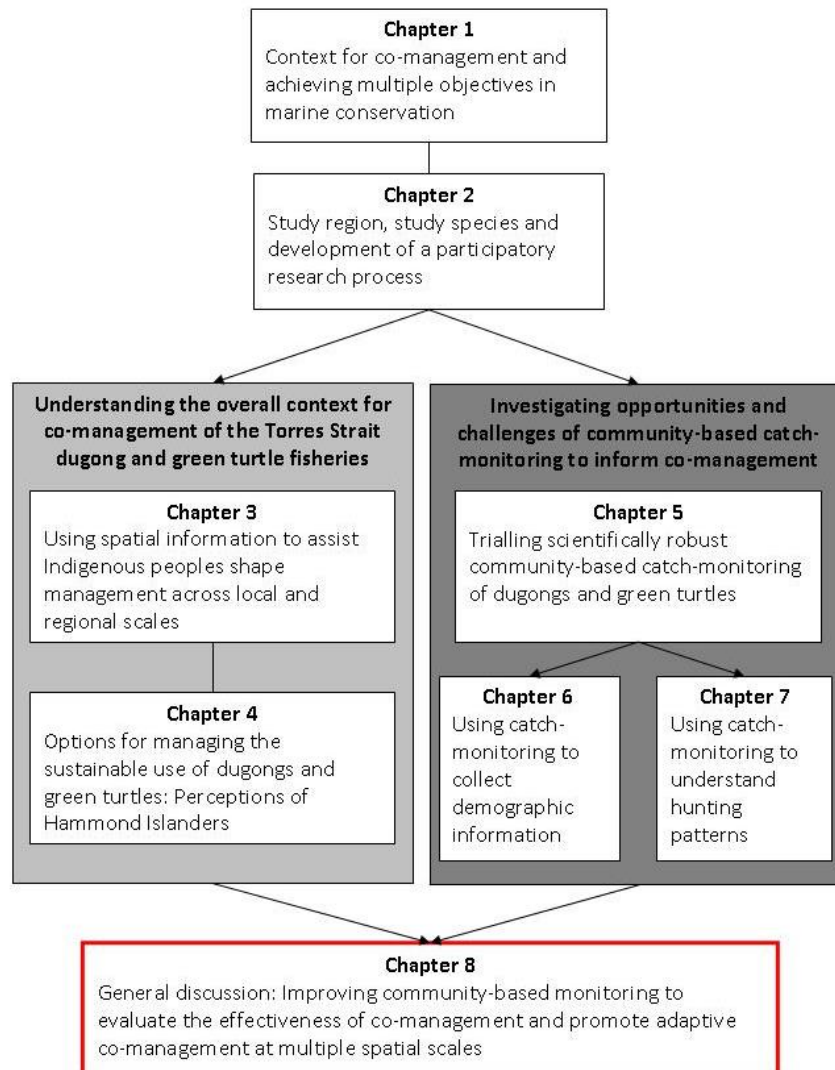 Chapter 1
Context for co-management and
achieving multiple objectives in
marine conservation
Chapter 2
Study region, study species and
development of a participatory
research process
Understanding the overall context for
co-management of the Torres Strait
dugong and green turtle fisheries
Chapter 3
Using spatial information to assist
Indigenous peoples shape
management across local and
regional scales
Chapter 4
Options for managing the
sustainable use of dugongs and
green turtles: Perceptions of
Hammond Islanders
Investigating opportunities and
challenges of community-based catch-
monitoring to inform co-management
Chapter 5
Trialling scientifically robust
community-based catch-monitoring
of dugongs and green turtles
Chapter 6
Using catch-
monitoring to
collect
demographic
information
Chapter 7
Using catch-
monitoring to
understand
hunting
patterns
Chapter 8
General discussion: Improving community-based monitoring to
evaluate the effectiveness of co-management and promote adaptive
co-management at multiple spatial scales